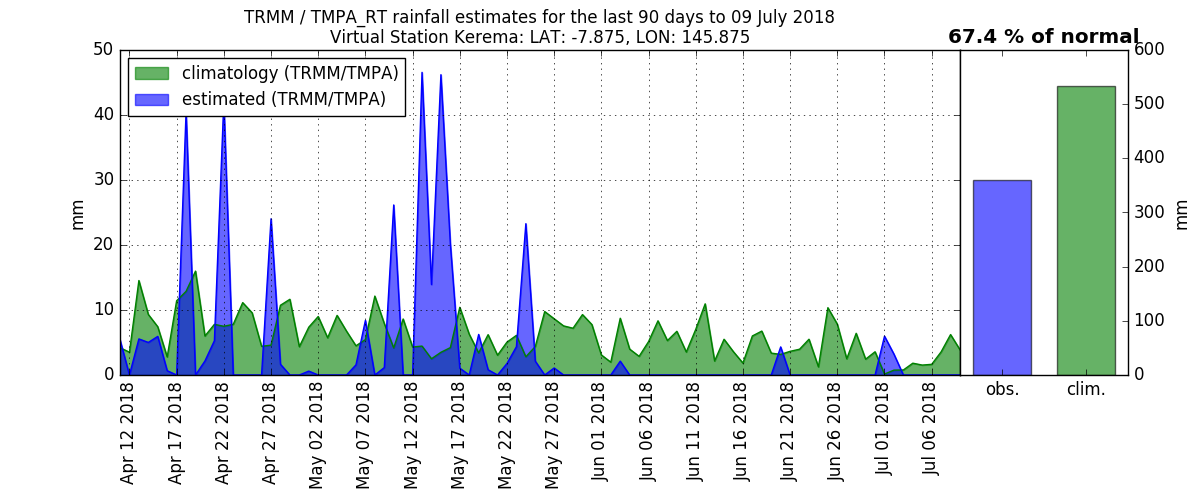 TRMM / TMPA_RT rainfall estimates for the last 90 days to 09 July 2018
Virtual Station Kerema: LAT: -7.875, LON: 145.875
67.4 % of normal
climatology (TRMM/TMPA)
estimated (TRMM/TMPA)
50
40
30
20
10
0
mm
Apr 12 2018
Apr 17 2018
Apr 22 2018
Apr 27 2018
May 02 2018
May 07 2018
May 12 2018
May 17 2018
May 22 2018
May 27 2018
Jun 01 2018
Jun 06 2018
Jun 11 2018
Jun 16 2018
Jun 21 2018
Jun 26 2018
Jul 01 2018
Jul 06 2018
obs.
clim.
600
500
400
300
200
100
0
mm